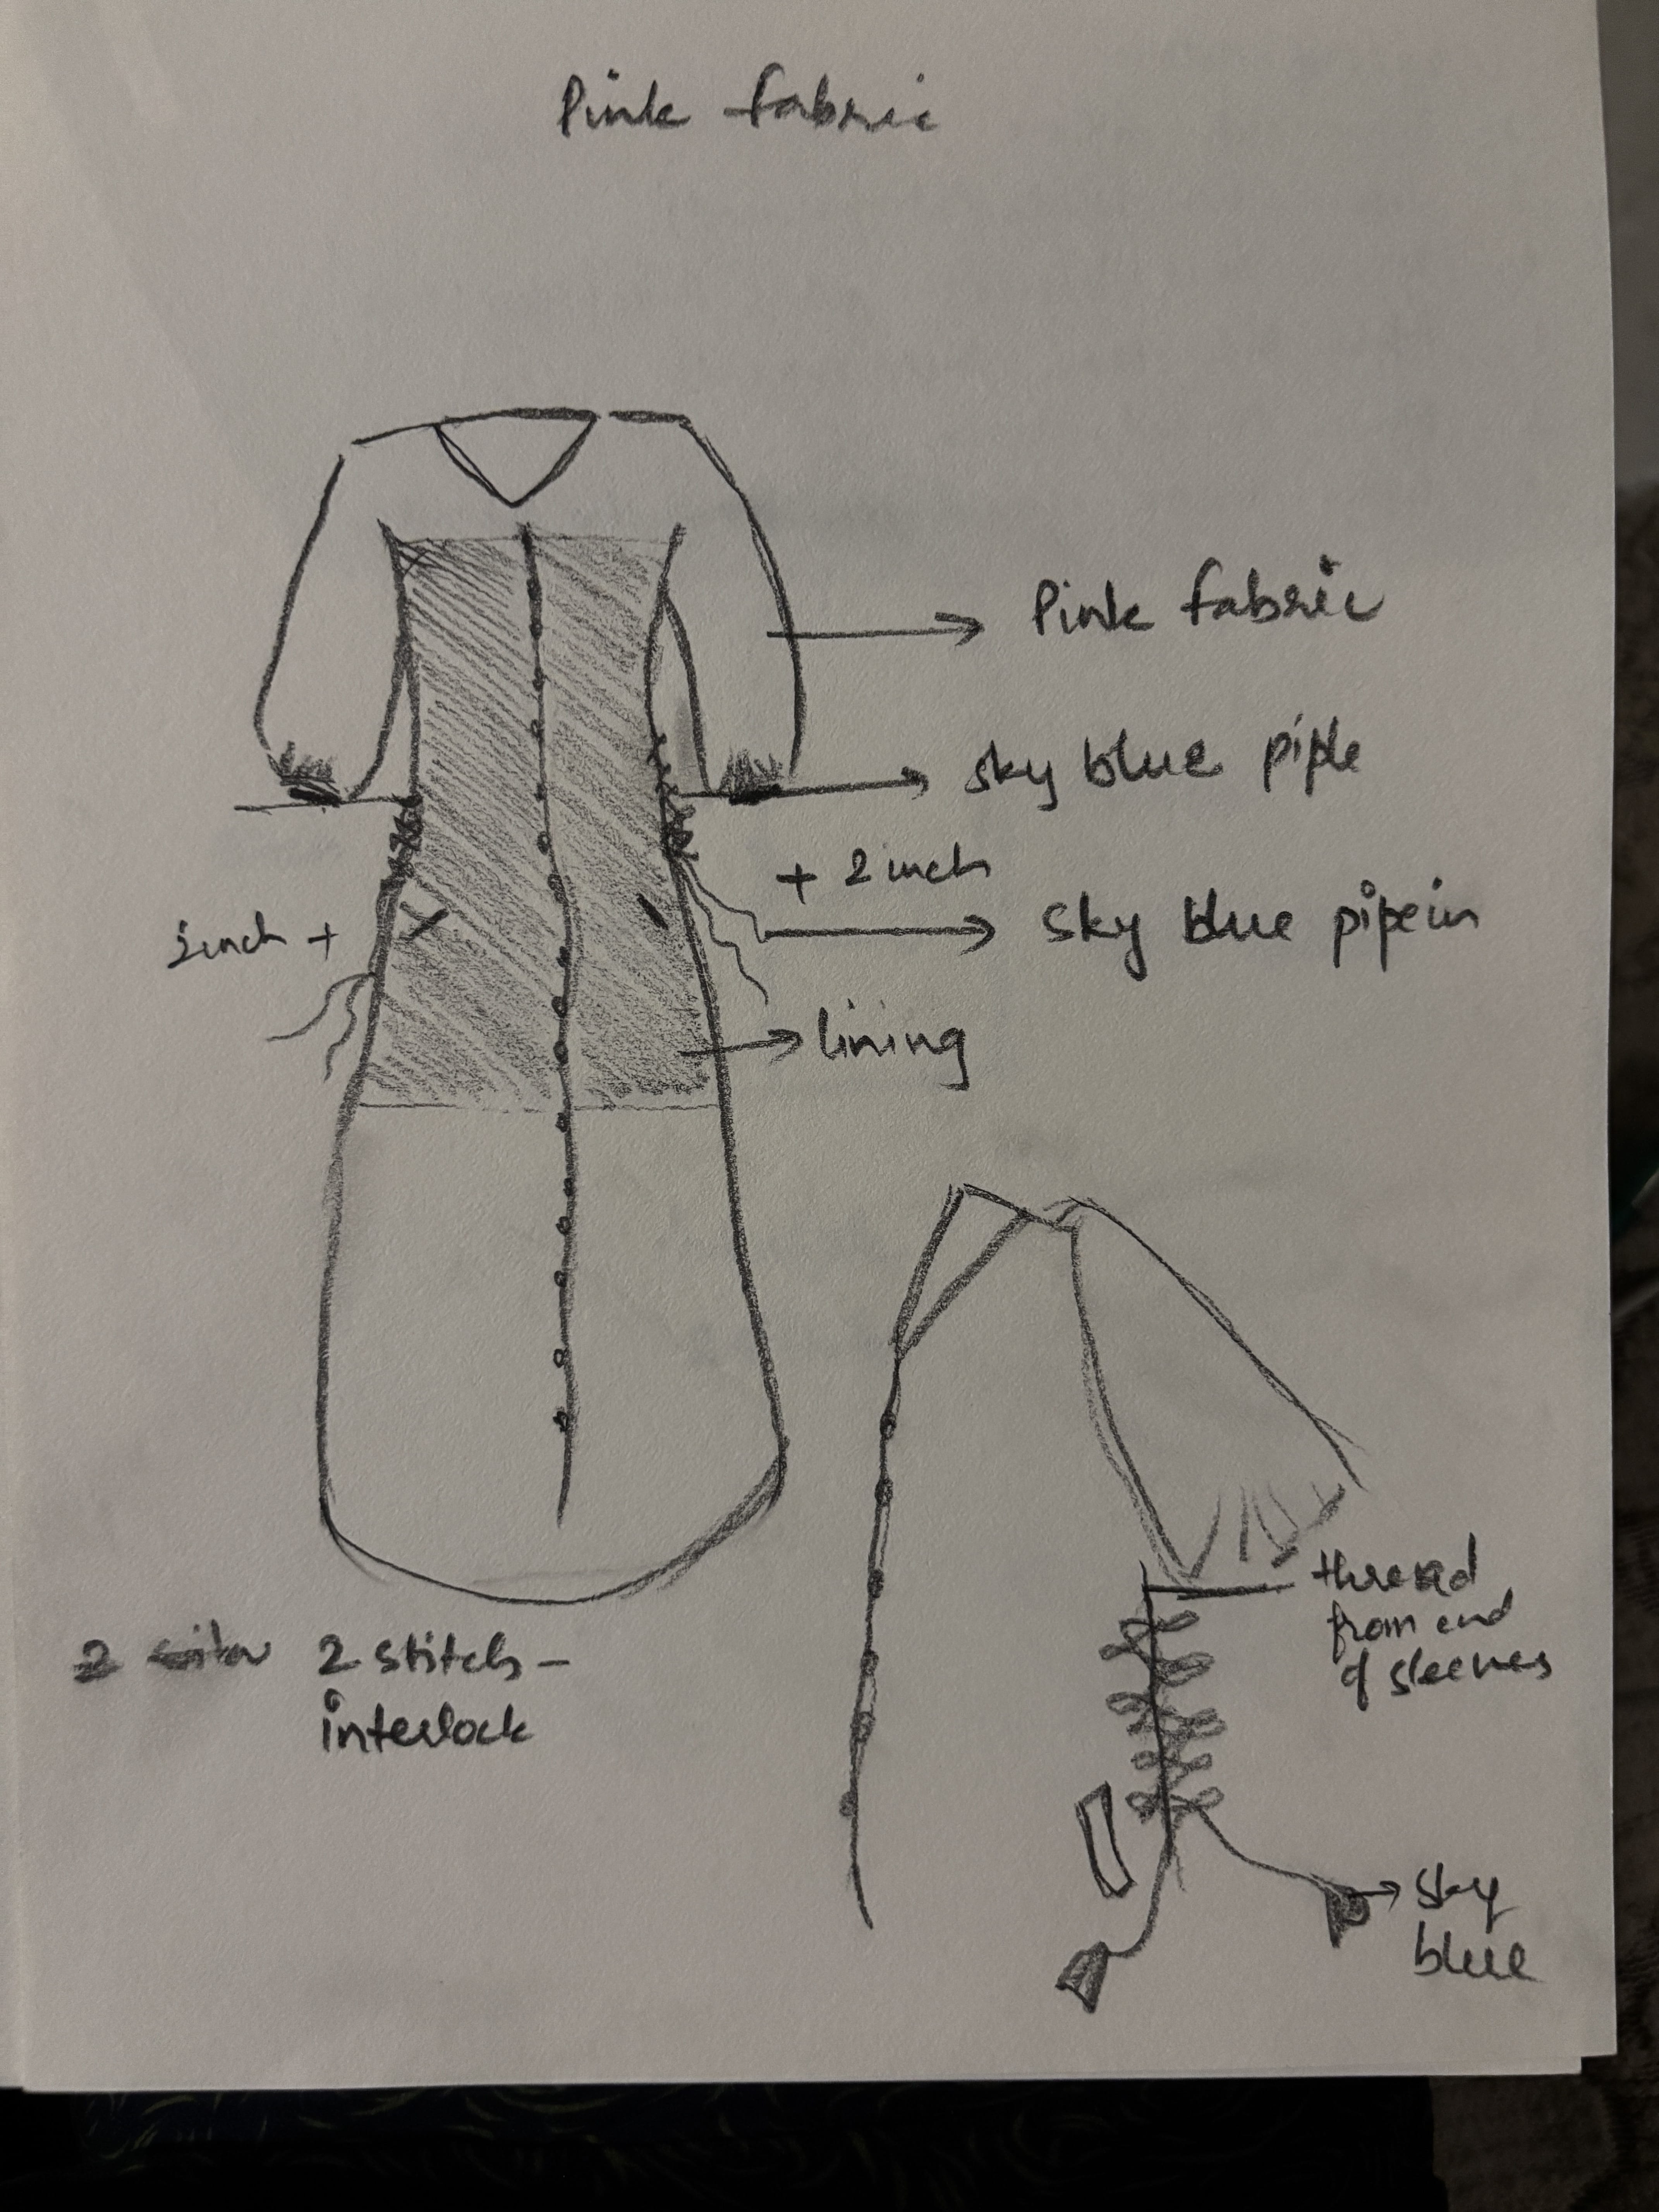 Pink fabric
Pink fabric
sky blue piple
+ 2 inch
inch +
sky blue pipein
lining
thread
from end
of sleeves
2 2 stitch -
interlock
sky
blue